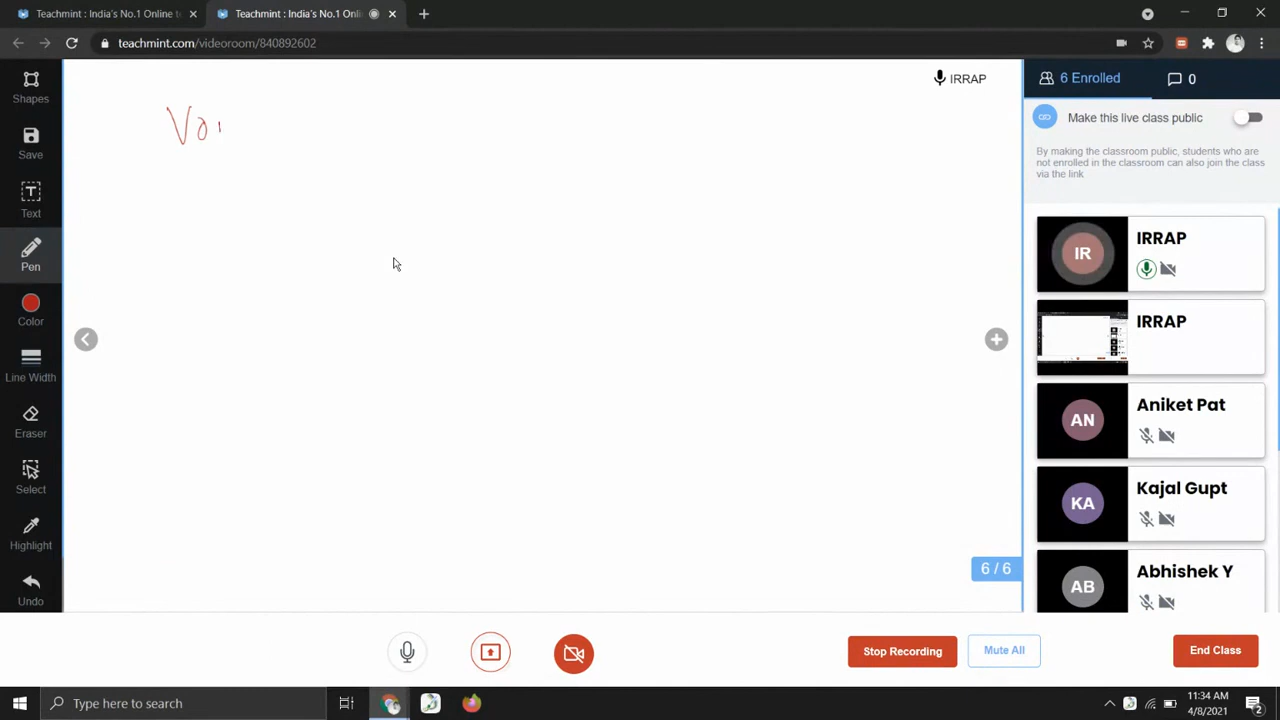 Teachmint : India's No.1 Online t
Teachmint : India's No.1 Onli
teachmint.com/videoroom/840892602
Shapes
Save
Text
Pen
Color
Line Width
Eraser
Select
Highlight
Undo
IRRAP
6 / 6
6 Enrolled
0
Make this live class public
By making the classroom public, students who are
not enrolled in the classroom can also join the class
via the link
IR
IRRAP
IRRAP
AN
Aniket Pat
KA
Kajal Gupt
AB
Abhishek Y
Stop Recording
Mute All
End Class
Type here to search
11:34 AM
4/8/2021
2